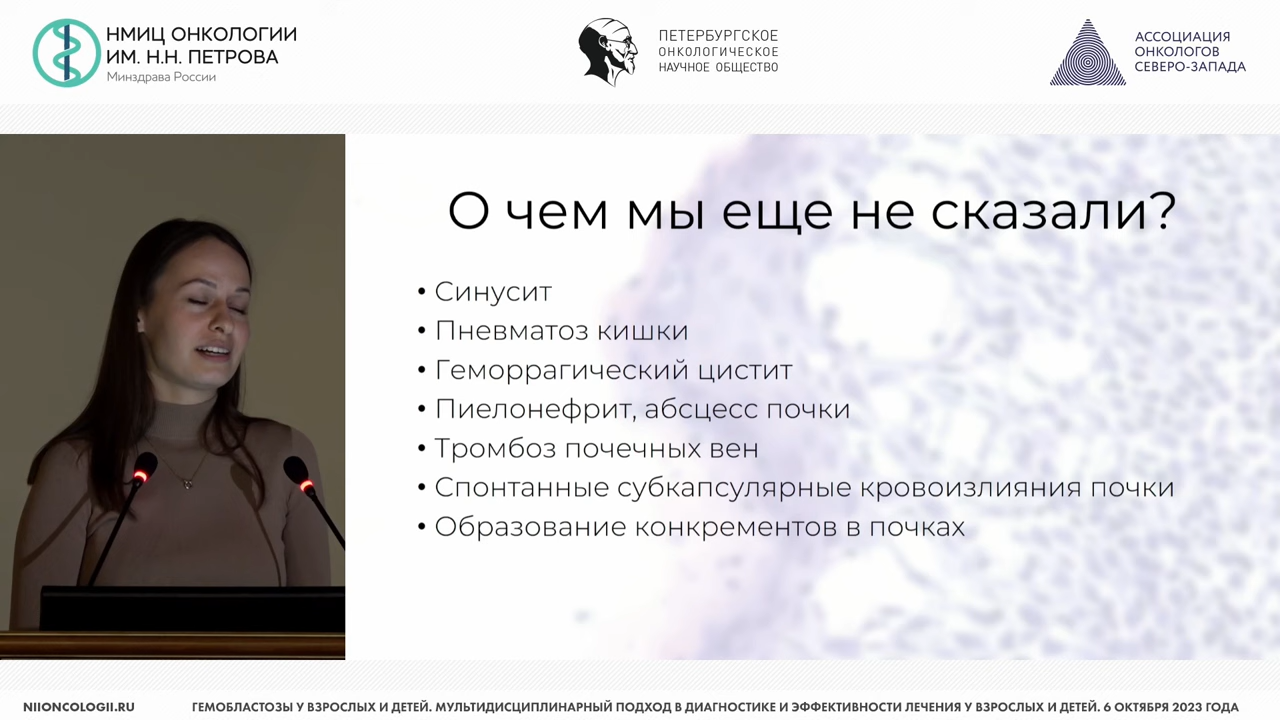 НМИЦ ОНКОЛОГИИ
ИМ. Н.Н. ПЕТРОВА
Минздрава России
ПЕТЕРБУРГСКОЕ
ОНКОЛОГИЧЕСКОЕ
НАУЧНОЕ ОБЩЕСТВО
АССОЦИАЦИЯ
ОНКОЛОГОВ
СЕВЕРО-ЗАПАДА
О чем мы еще не сказали?
• Синусит
• Пневматоз кишки
• Геморрагический цистит
• Пиелонефрит, абсцесс почки
• Тромбоз почечных вен
• Спонтанные субкапсулярные кровоизлияния почки
• Образование конкрементов в почках
NIIONCOLOGII.RU
ГЕМОБЛАСТОЗЫ У ВЗРОСЛЫХ И ДЕТЕЙ. МУЛЬТИДИСЦИПЛИНАРНЫЙ ПОДХОД В ДИАГНОСТИКЕ И ЭФФЕКТИВНОСТИ ЛЕЧЕНИЯ У ВЗРОСЛЫХ И ДЕТЕЙ. 6 ОКТЯБРЯ 2023 ГОДА